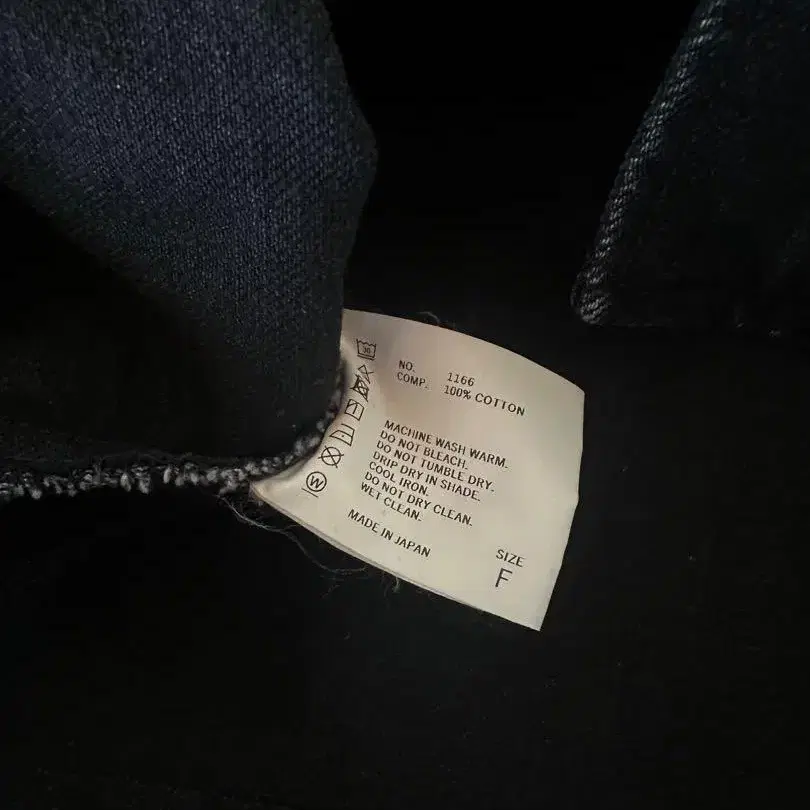 NO. 1166
COMP. 100% COTTON
MACHINE WASH WARM.
DO NOT BLEACH.
DO NOT TUMBLE DRY.
DRIP DRY IN SHADE.
COOL IRON.
DO NOT DRY CLEAN.
WET CLEAN.
MADE IN JAPAN
SIZE
F
30
W